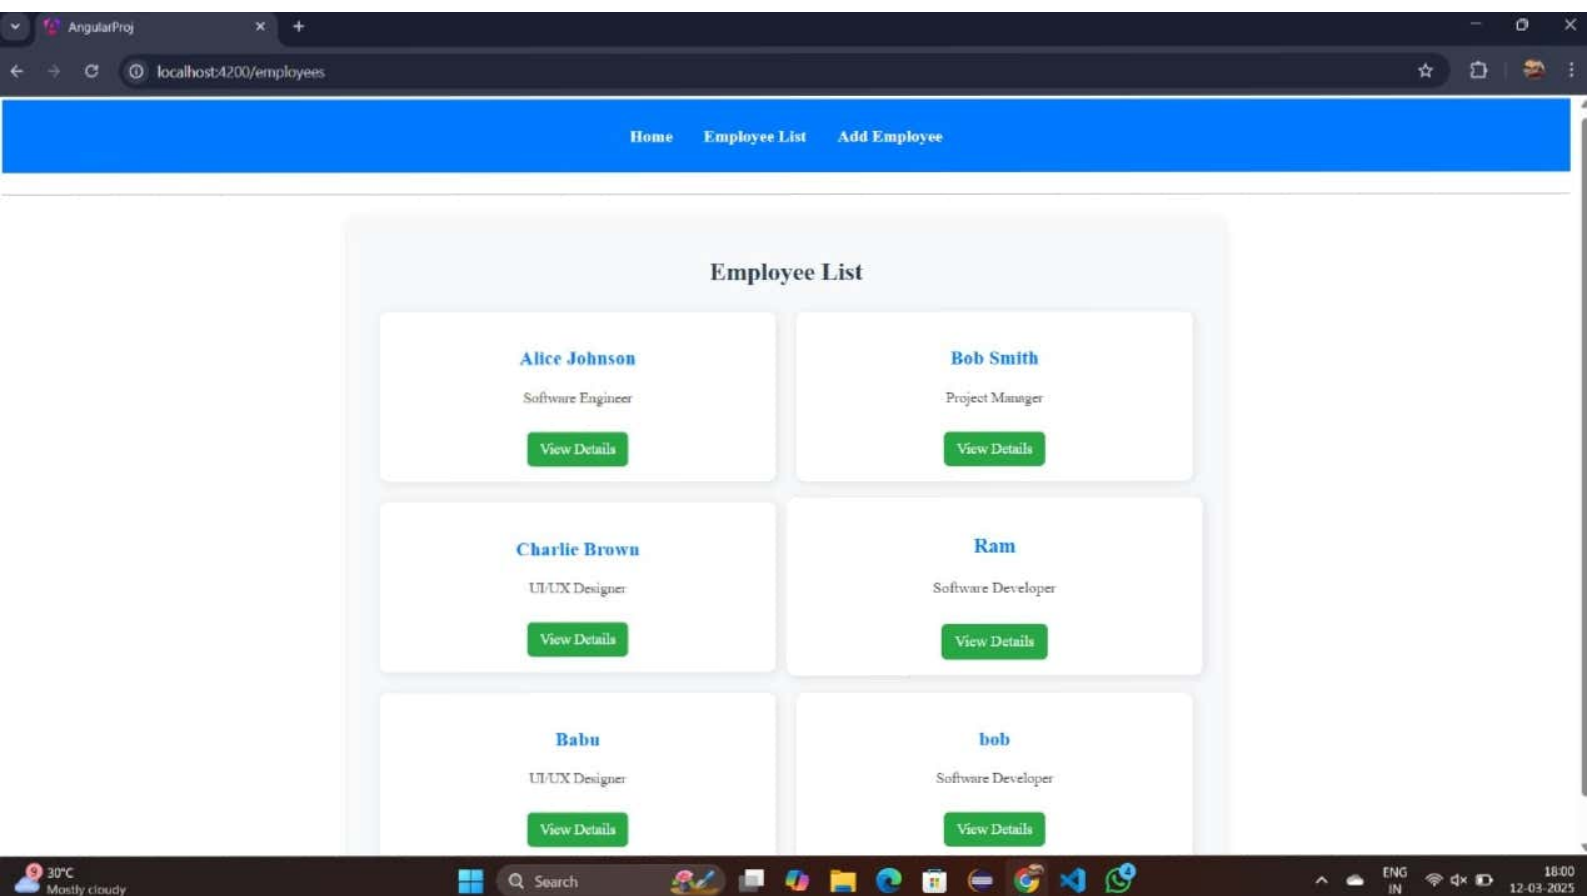 AngularProj
localhost:4200/employees
Home Employee List Add Employee
Employee List
Alice Johnson
Software Engineer
View Details
Bob Smith
Project Manager
View Details
Charlie Brown
UI/UX Designer
View Details
Ram
Software Developer
View Details
Babu
UI/UX Designer
View Details
bob
Software Developer
View Details
9
30°C
Mostly cloudy
Search
4
ENG
IN
18:00
12-03-2025